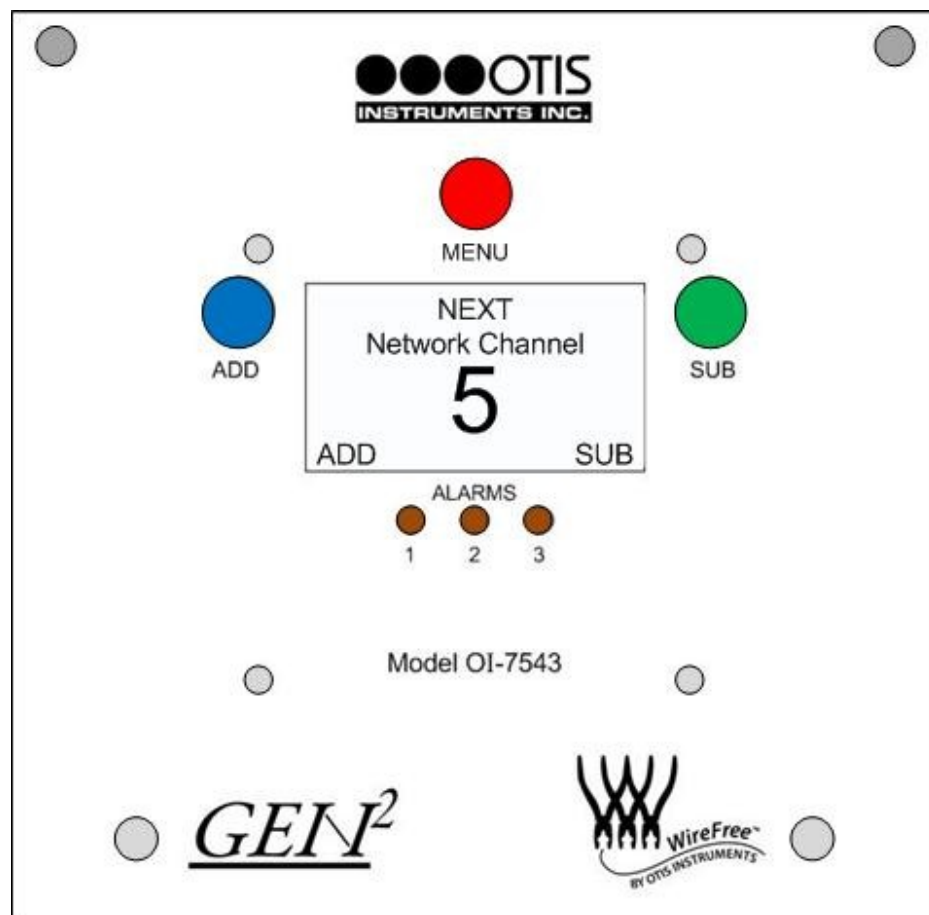 OTIS
INSTRUMENTS INC.
MENU
NEXT
Network Channel
5
ADD
SUB
ADD
SUB
ALARMS
1 2 3
Model OI-7543
GEN²
WireFree™
BY OTIS INSTRUMENTS